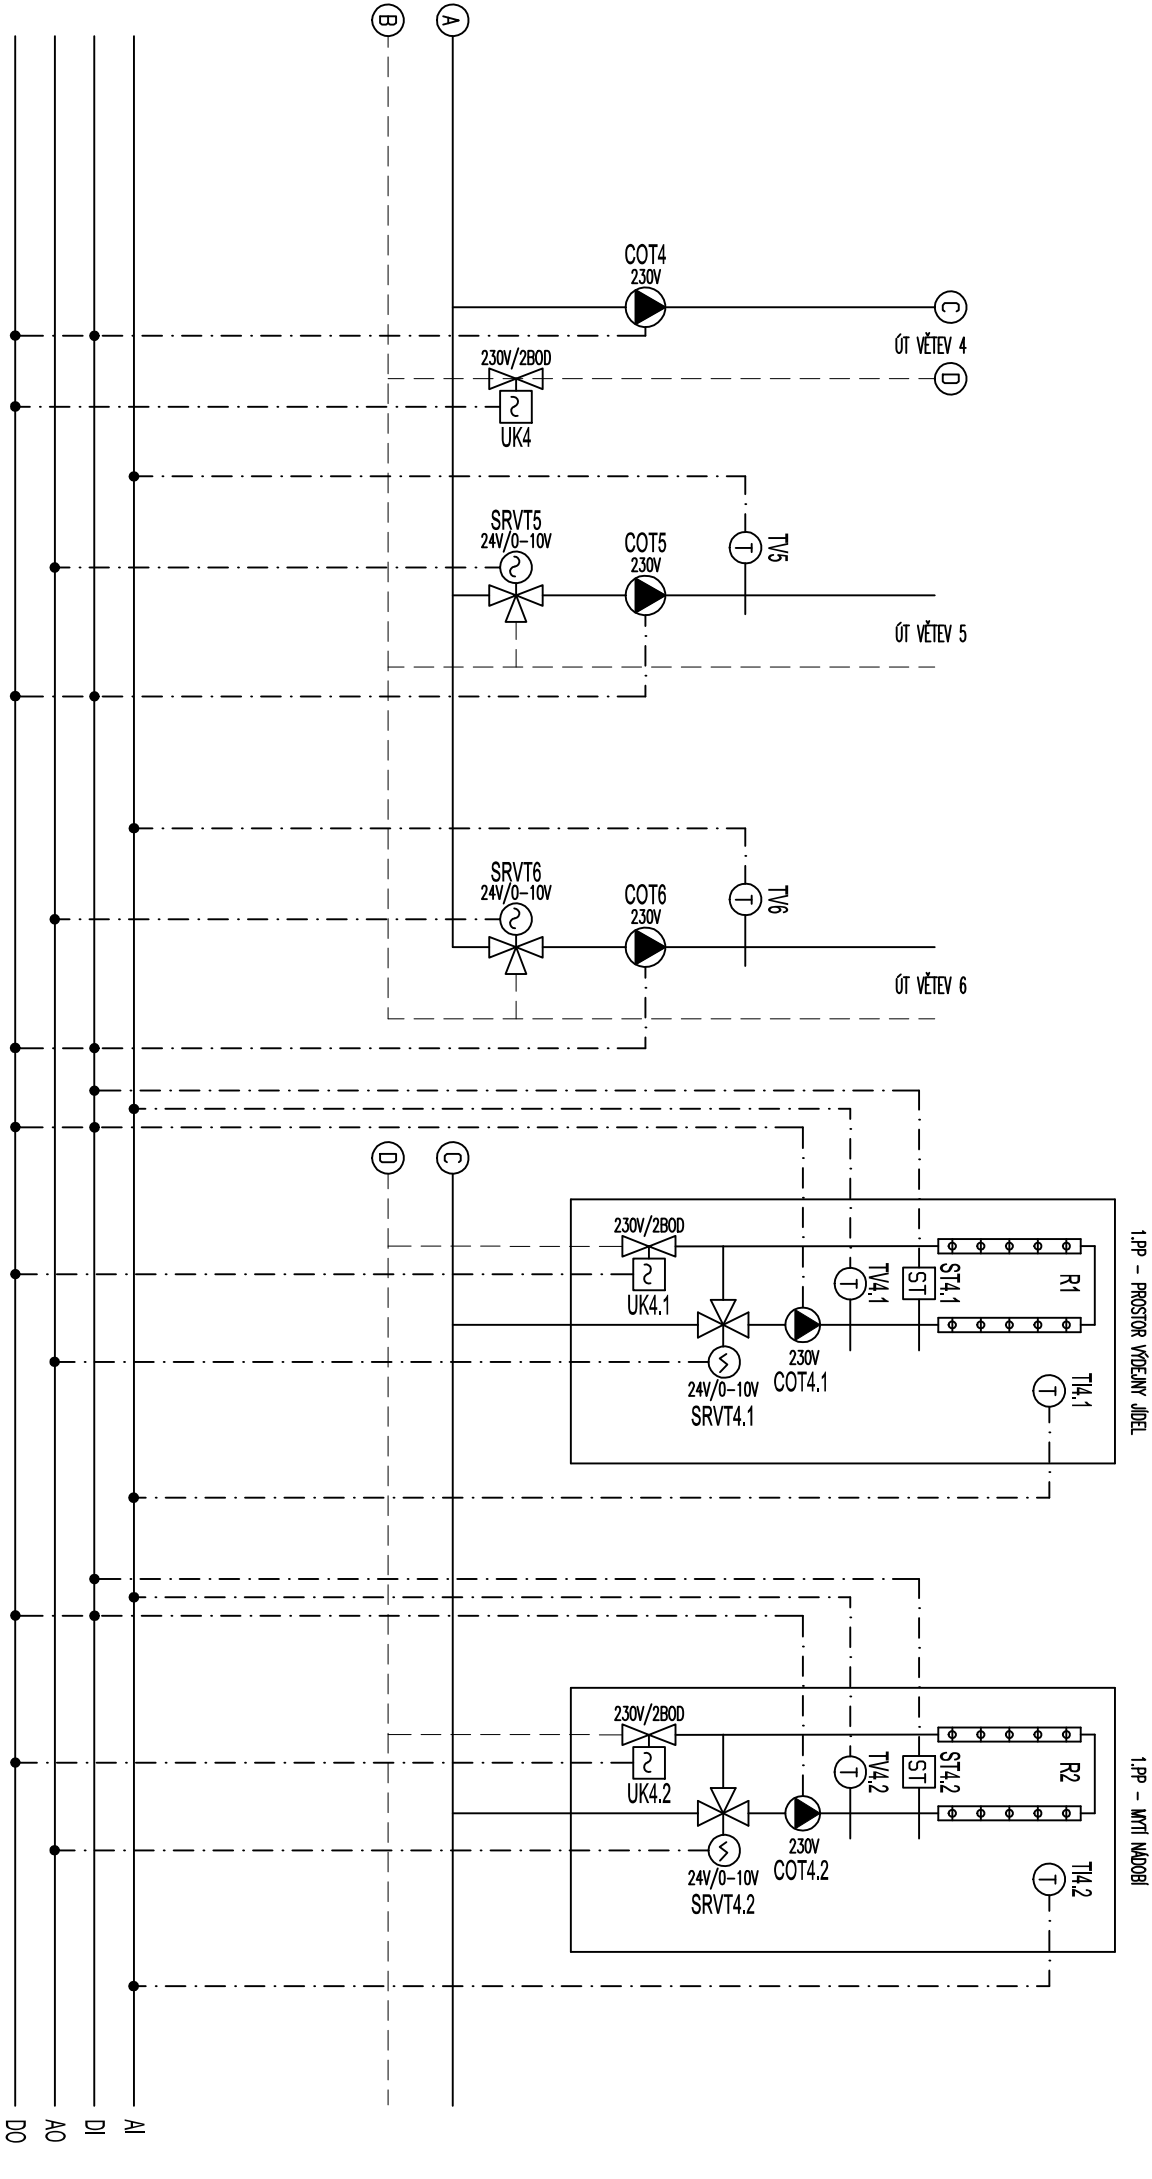 B
A
COT4
230V
C
ÚT VĚTEV 4
D
230V/2BOD
UK4
SRVT5
24V/0-10V
COT5
230V
T
TV5
ÚT VĚTEV 5
SRVT6
24V/0-10V
COT6
230V
T
TV6
ÚT VĚTEV 6
D
C
1.PP - PROSTOR VÝDEJNY JÍDEL
230V/2BOD
UK4.1
T
TV4.1
ST
ST4.1
R1
230V
COT4.1
24V/0-10V
SRVT4.1
T
TI4.1
1.PP - MYTÍ NÁDOBÍ
230V/2BOD
UK4.2
T
TV4.2
ST
ST4.2
R2
230V
COT4.2
24V/0-10V
SRVT4.2
T
TI4.2
DO
AO
DI
AI